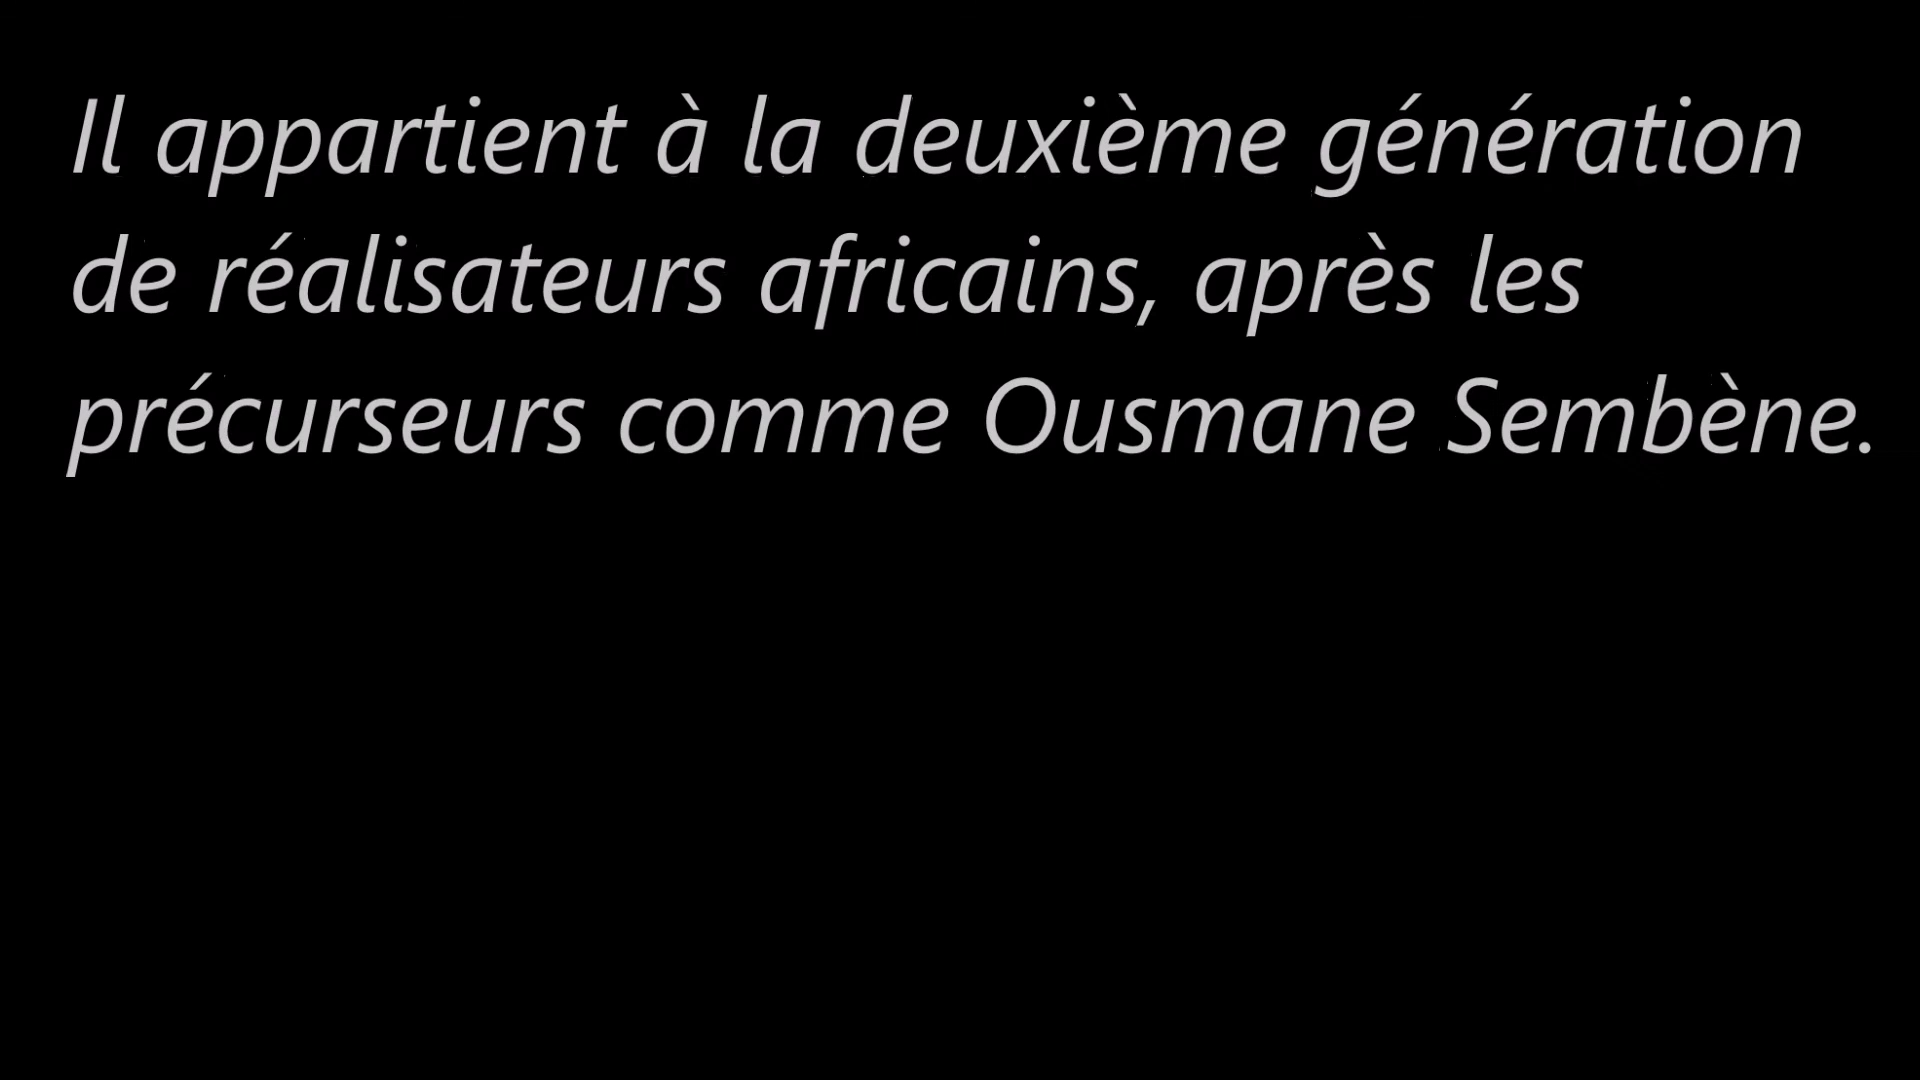 Il appartient à la deuxième génération
de réalisateurs africains, après les
précurseurs comme Ousmane Sembène.